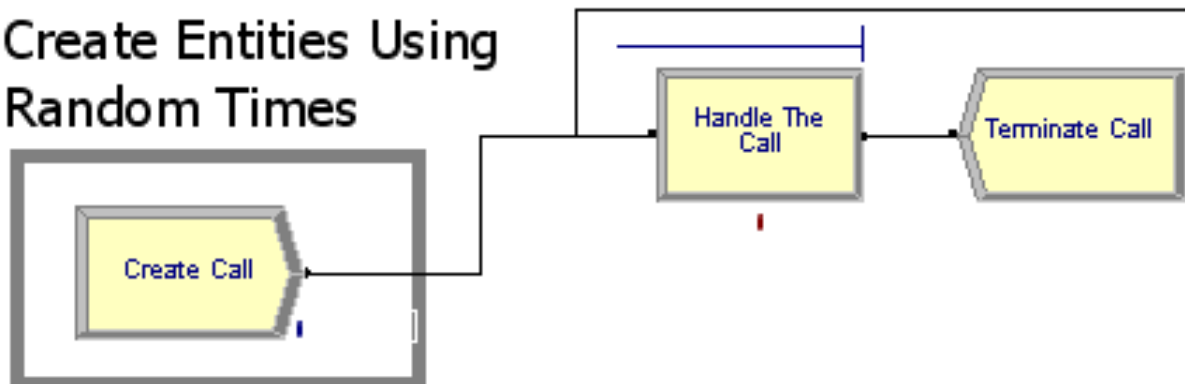 Create Entities Using
Random Times
Handle The
Call
Terminate Call
Create Call